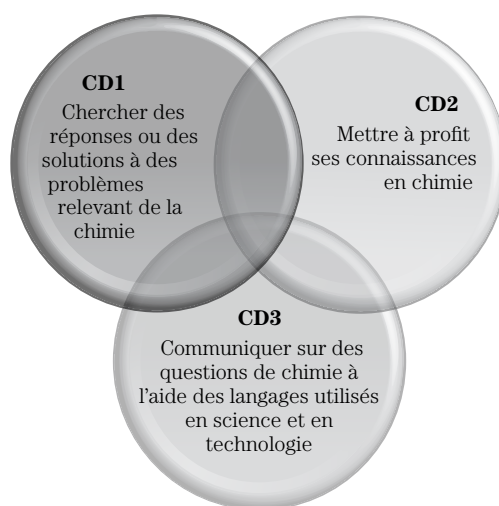 CD1
Chercher des
réponses ou des
solutions à des
problèmes
relevant de la
chimie
CD2
Mettre à profit
ses connaissances
en chimie
CD3
Communiquer sur des
questions de chimie à
l'aide des langages utilisés
en science et en
technologie